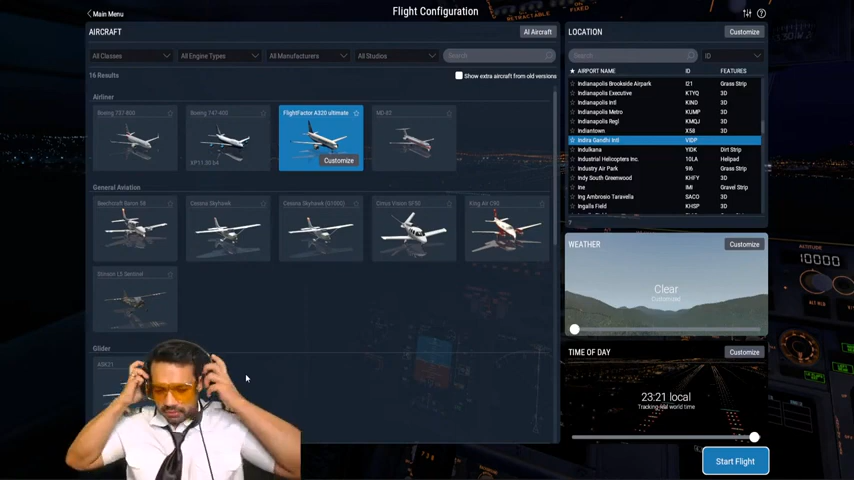 Main Menu
Flight Configuration
AIRCRAFT
AI Aircraft
All Classes
All Engine Types
All Manufacturers
All Studios
Search
16 Results
Show extra aircraft from old versions
Airliner
Boeing 737-800
Boeing 747-400
XP11.50 b4
FlightFactor A320 ultimate
Customize
MD-82
General Aviation
Beechcraft Baron 58
Cessna Skyhawk
Cessna Skyhawk (G1000)
Cirrus Vision SF50
King Air C90
Stinson L5 Sentinel
Glider
ASK21
LOCATION
Customize
Search
ID
AIRPORT NAME ID FEATURES
Indianapolis Brookside Airpark I21 Grass Strip
Indianapolis Executive KTYQ 3D
Indianapolis Intl KIND 3D
Indianapolis Metro KUMP 3D
Indianapolis Regl KMQJ 3D
Indiantown X58 3D
Indira Gandhi Intl VIDP
Indulkana YIDK Dirt Strip
Industrial Helicopters Inc. 10LA Helipad
Industry Air Park 9I6 Grass Strip
Indy South Greenwood KHFY 3D
Ine IMI Gravel Strip
Ing Ambrosio Taravella SACO 3D
Ingalls Field KHSP 3D
WEATHER
Customize
Clear
Customized
TIME OF DAY
Customize
23:21 local
Tracking real world time
Start Flight
ALTITUDE
10000